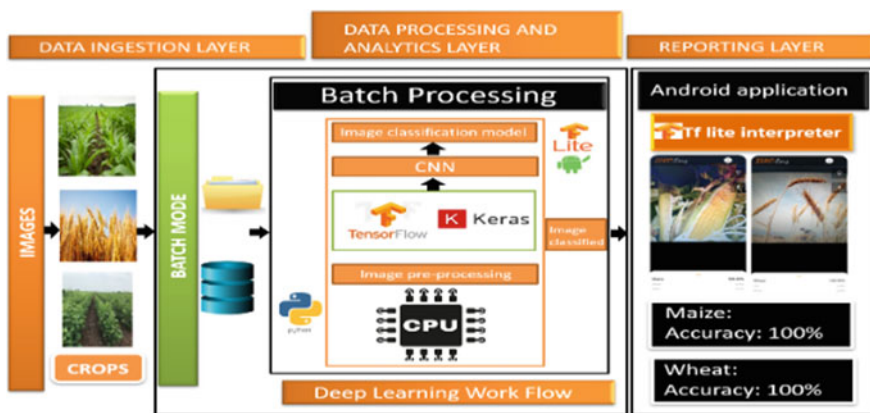 DATA INGESTION LAYER
DATA PROCESSING AND
ANALYTICS LAYER
REPORTING LAYER
IMAGES
CROPS
BATCH MODE
Batch Processing
Image classification model
CNN
TensorFlow
K Keras
Image pre-processing
CPU
python
Lite
Image
classified
Deep Learning Work Flow
Android application
Tf lite interpreter
Maize:
Accuracy: 100%
Wheat:
Accuracy: 100%